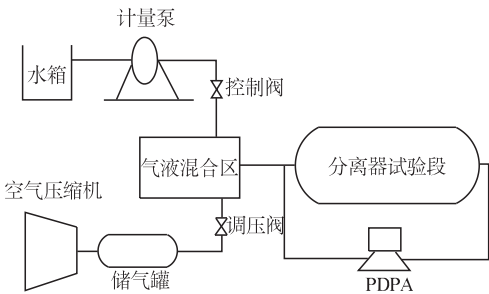 计量泵
水箱
控制阀
气液混合区
分离器试验段
空气压缩机
调压阀
储气罐
PDPA